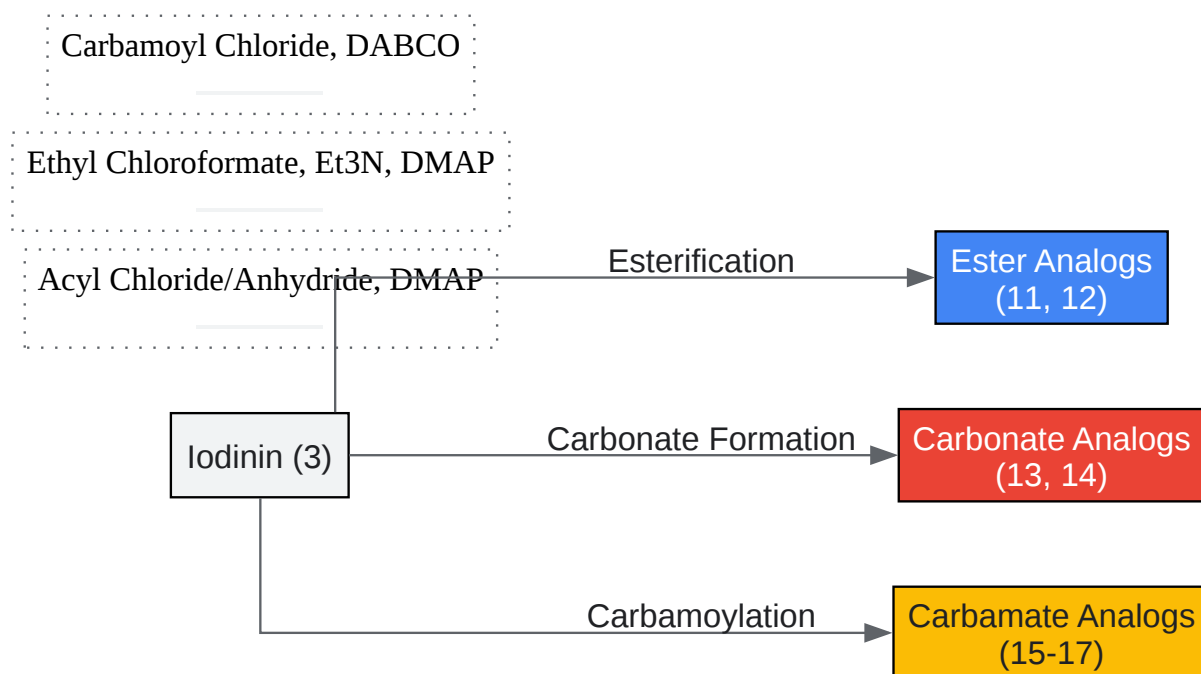 Carbamoyl Chloride, DABCO
Ethyl Chloroformate, Et3N, DMAP
Acyl Chloride/Anhydride, DMAP
Esterification
Ester Analogs
(11, 12)
Iodinin (3)
Carbonate Formation
Carbonate Analogs
(13, 14)
Carbamoylation
Carbamate Analogs
(15-17)